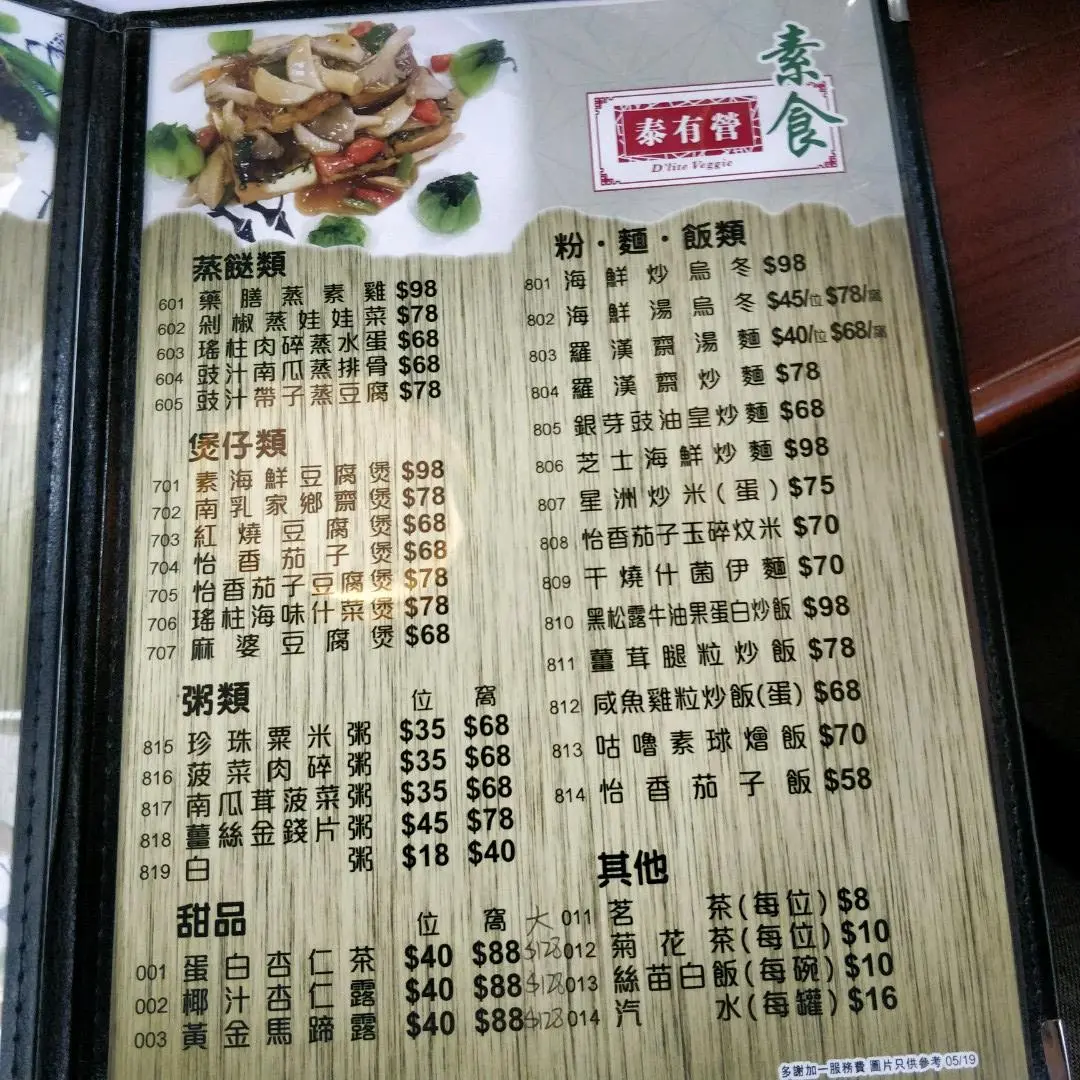 素食
泰有營
D'lite Veggie
蒸餸類
601 藥膳蒸素雞 $98
602 剁椒蒸娃娃菜 $78
603 瑤柱肉碎蒸水蛋 $68
604 豉汁南瓜蒸排骨 $68
605 豉汁帶子蒸豆腐 $78
煲仔類
701 素海鮮豆腐煲 $98
702 南乳家鄉齋煲 $78
703 紅燒豆腐煲 $68
704 怡香茄子煲 $68
705 怡香茄子豆腐煲 $78
706 瑤柱海味什菜煲 $78
707 麻婆豆腐煲 $68
粥類 位 窩
815 珍珠粟米粥 $35 $68
816 菠菜肉碎粥 $35 $68
817 南瓜茸菠菜粥 $35 $68
818 薑絲金錢片粥 $45 $78
819 白粥 $18 $40
甜品 位 窩 大
001 蛋白杏仁茶 $40 $88 $128
002 椰汁杏仁露 $40 $88 $128
003 黃金馬蹄露 $40 $88 $128
粉·麵·飯類
801 海鮮炒烏冬 $98
802 海鮮湯烏冬 $45/位 $78/窩
803 羅漢齋湯麵 $40/位 $68/窩
804 羅漢齋炒麵 $78
805 銀芽豉油皇炒麵 $68
806 芝士海鮮炒麵 $98
807 星洲炒米(蛋) $75
808 怡香茄子玉碎炆米 $70
809 干燒什菌伊麵 $70
810 黑松露牛油果蛋白炒飯 $98
811 薑茸腿粒炒飯 $78
812 咸魚雞粒炒飯(蛋) $68
813 咕嚕素球燴飯 $70
814 怡香茄子飯 $58
其他
011 茗茶(每位) $8
012 菊花茶(每位) $10
013 絲苗白飯(每碗) $10
014 汽水(每罐) $16
多謝加一服務費 圖片只供參考 05/19